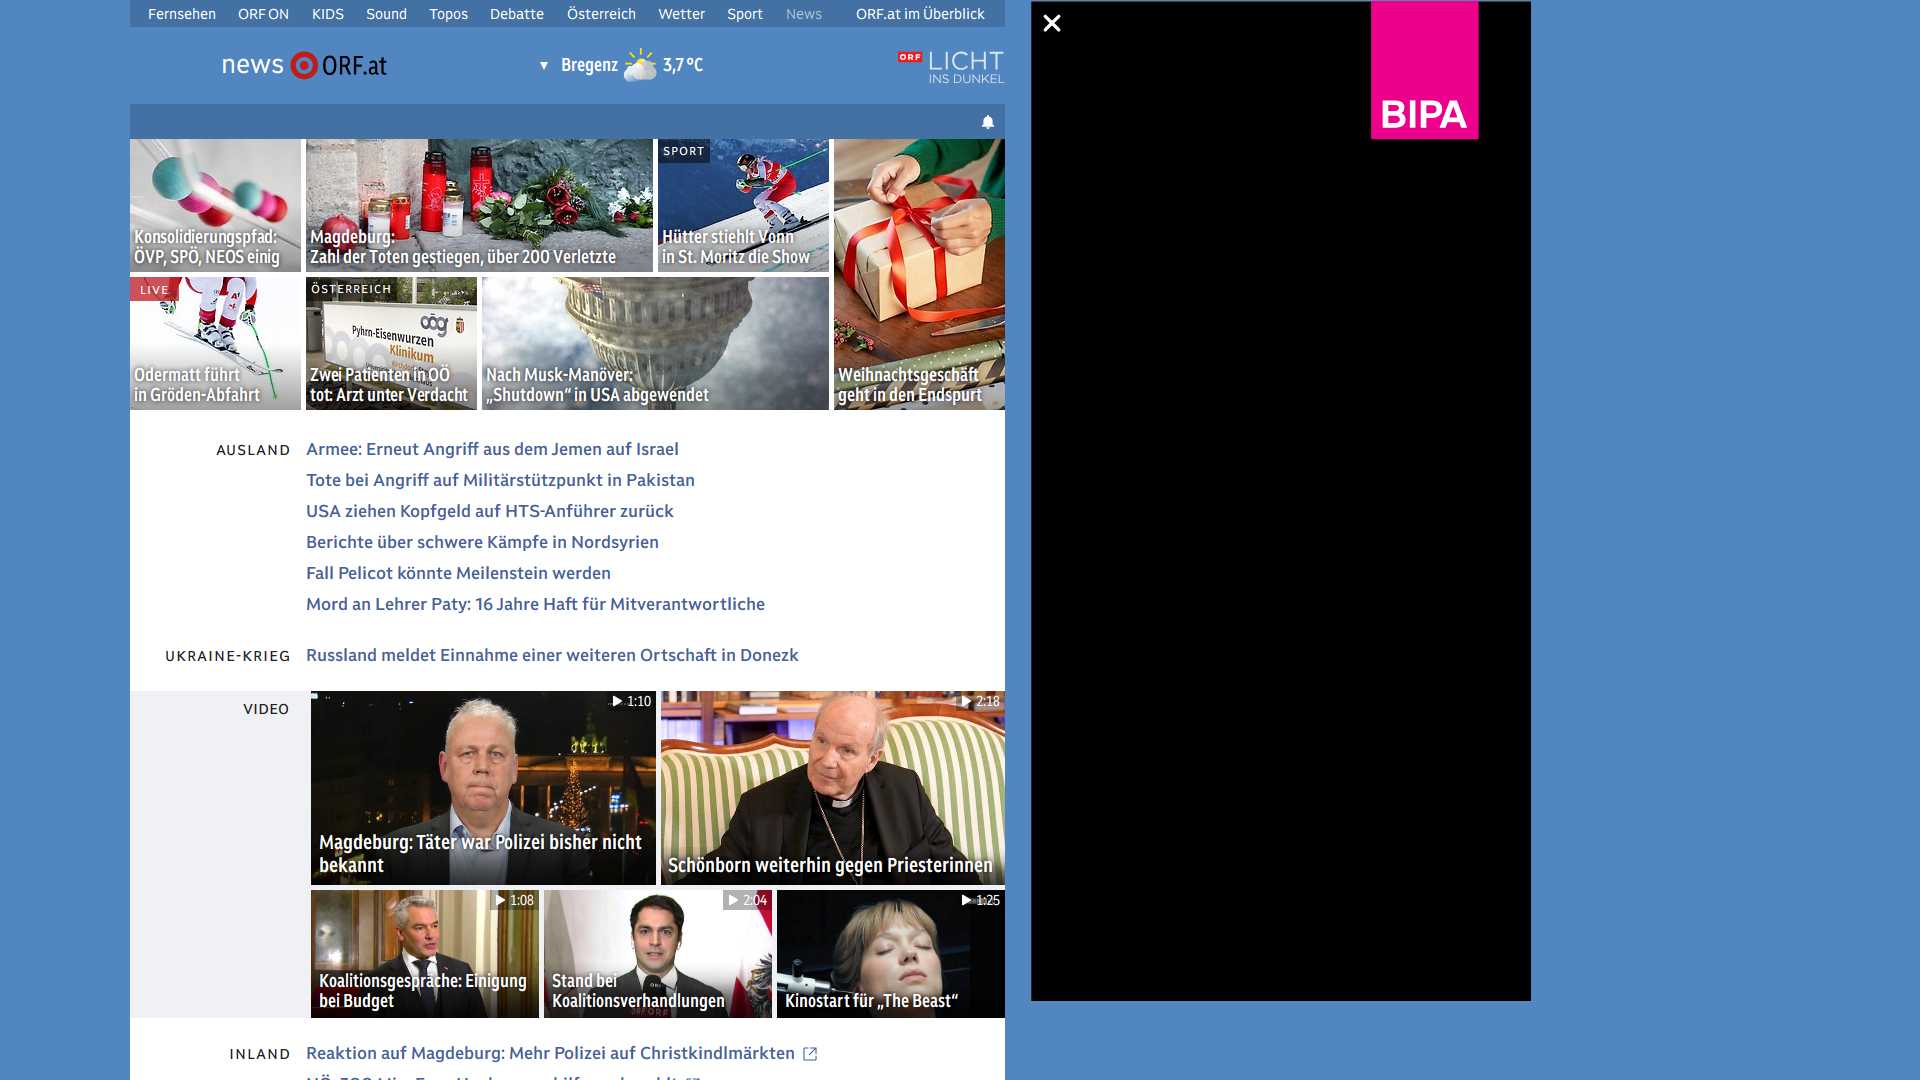 Fernsehen ORF ON KIDS Sound Topos Debatte Österreich Wetter Sport News ORF.at im Überblick
news ORF.at
Bregenz 3,7 °C
ORF LICHT
INS DUNKEL
BIPA
Konsolidierungspfad:
ÖVP, SPÖ, NEOS einig
Magdeburg:
Zahl der Toten gestiegen, über 200 Verletzte
SPORT
Hütter stiehlt Vonn
in St. Moritz die Show
LIVE
Odermatt führt
in Gröden-Abfahrt
ÖSTERREICH
oög
Pyhrn-Eisenwurzen
Klinikum
Zwei Patienten in OÖ
tot: Arzt unter Verdacht
Nach Musk-Manöver:
„Shutdown“ in USA abgewendet
Weihnachtsgeschäft
geht in den Endspurt
AUSLAND
Armee: Erneut Angriff aus dem Jemen auf Israel
Tote bei Angriff auf Militärstützpunkt in Pakistan
USA ziehen Kopfgeld auf HTS-Anführer zurück
Berichte über schwere Kämpfe in Nordsyrien
Fall Pelicot könnte Meilenstein werden
Mord an Lehrer Paty: 16 Jahre Haft für Mitverantwortliche
UKRAINE-KRIEG
Russland meldet Einnahme einer weiteren Ortschaft in Donezk
VIDEO
1:10
Magdeburg: Täter war Polizei bisher nicht
bekannt
2:18
Schönborn weiterhin gegen Priesterinnen
1:08
Koalitionsgespräche: Einigung
bei Budget
2:04
Stand bei
Koalitionsverhandlungen
1:25
Kinostart für „The Beast“
INLAND
Reaktion auf Magdeburg: Mehr Polizei auf Christkindlmärkten